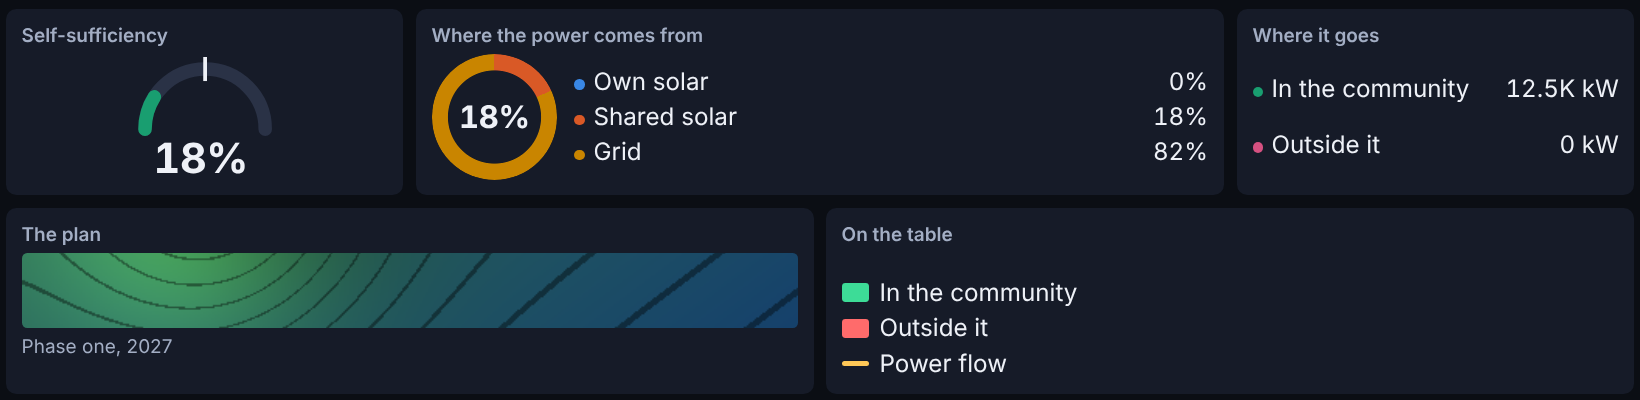 Self-sufficiency
18%
Where the power comes from
18%
Own solar 0%
Shared solar 18%
Grid 82%
Where it goes
In the community 12.5K kW
Outside it 0 kW
The plan
Phase one, 2027
On the table
In the community
Outside it
Power flow